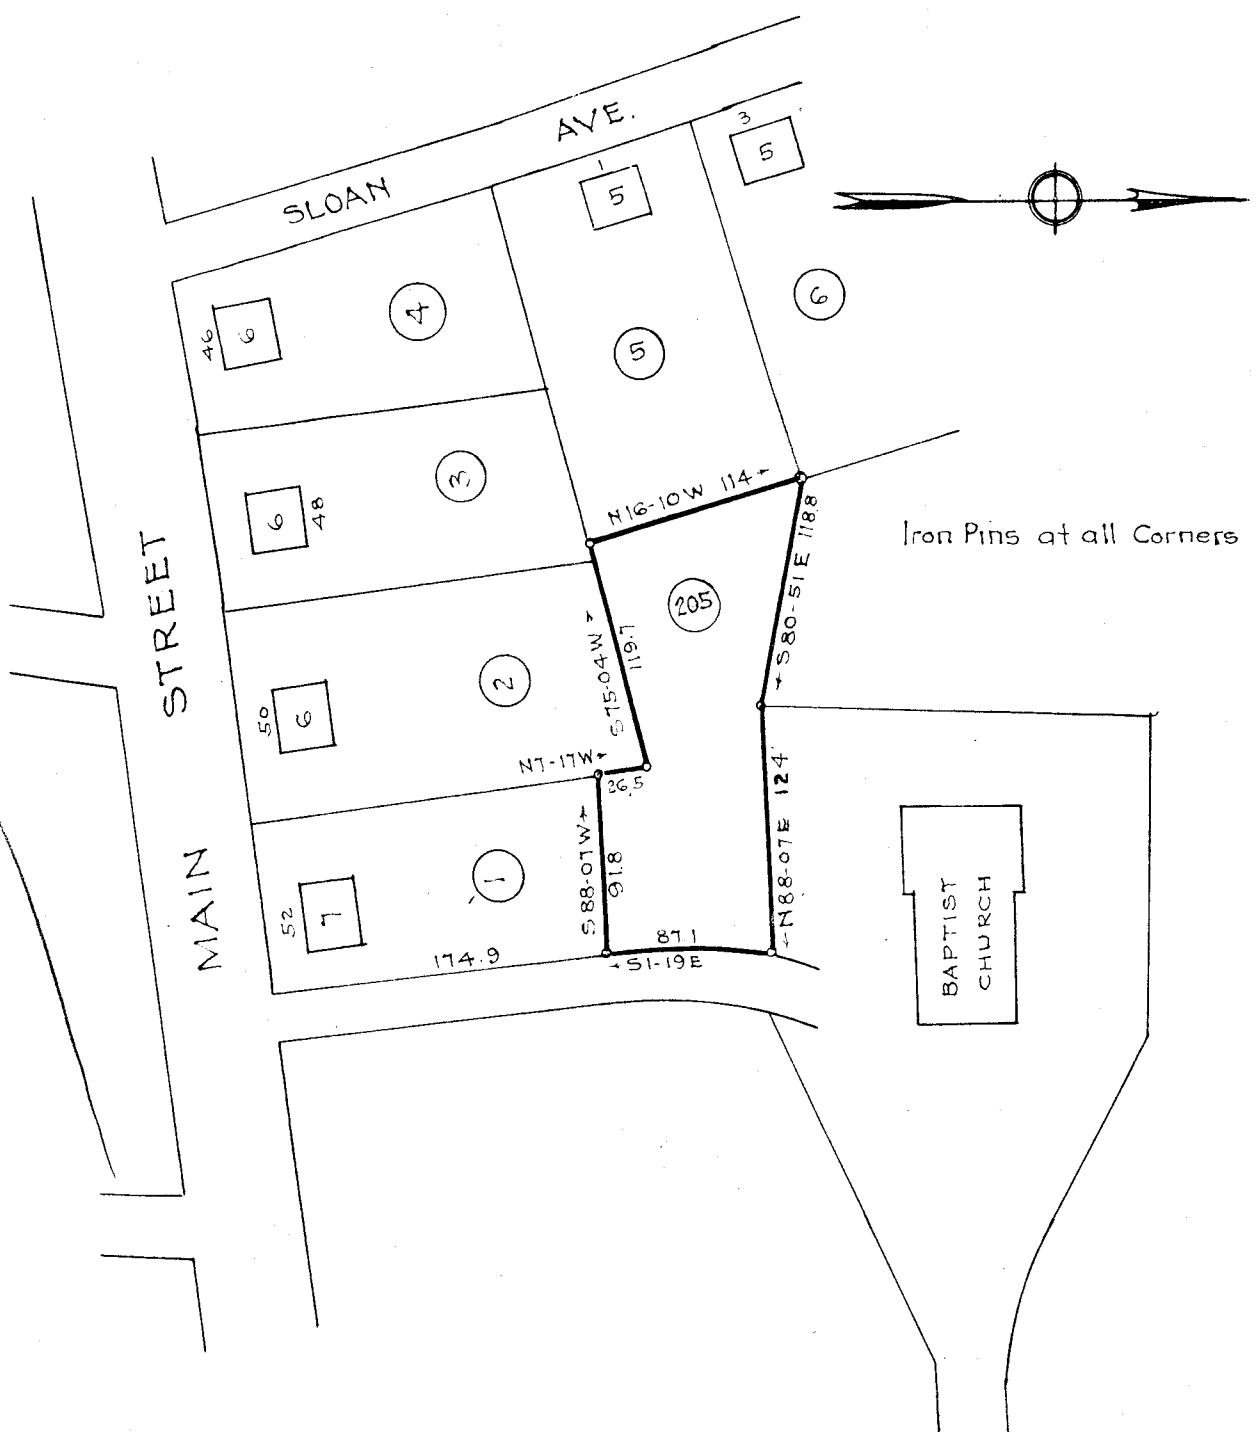 SLOAN AVE.
3
5
1
5
46
6
4
6
5
3
6
48
N16-10W 114
Iron Pins at all Corners
S80-51E 118.8
205
S75-04W
119.7
STREET
2
50
6
N7-17W
26.5
N88-07E 124'
S88-07W
91.8
1
52
7
MAIN
174.9
87.1
S1-19E
BAPTIST
CHURCH